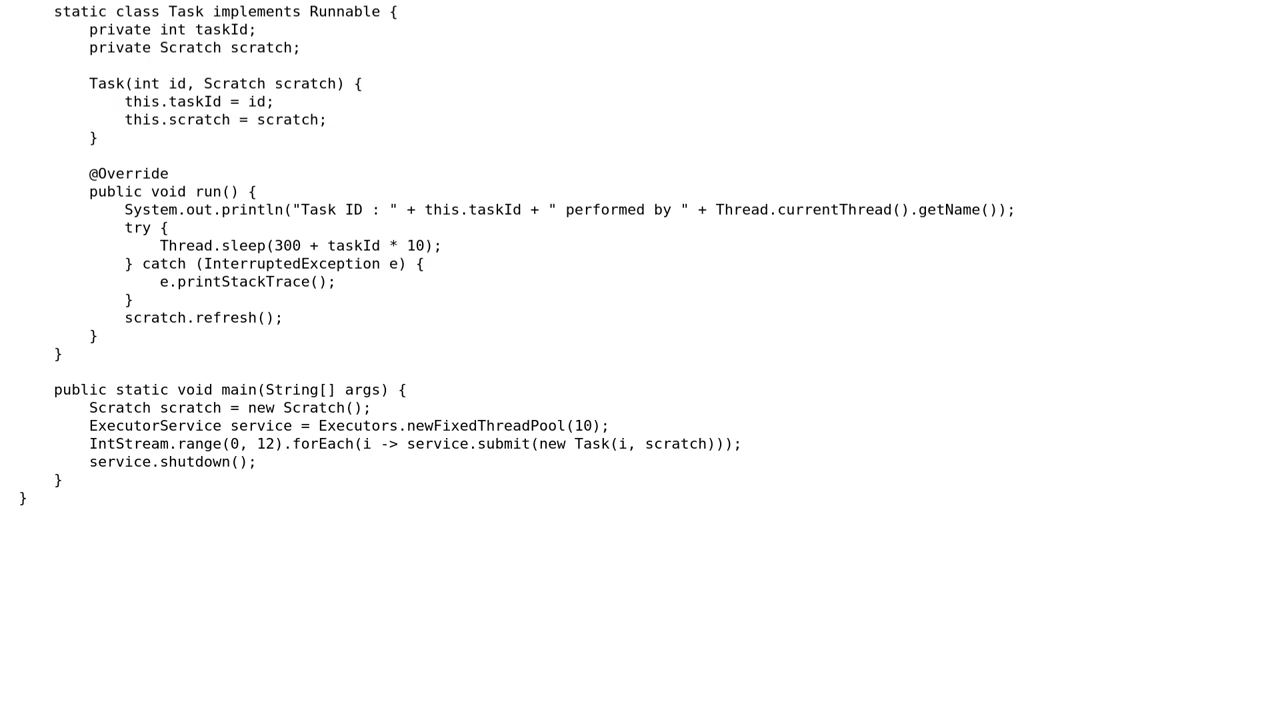 static class Task implements Runnable {
private int taskId;
private Scratch scratch;
Task(int id, Scratch scratch) {
this.taskId = id;
this.scratch = scratch;
}
@Override
public void run() {
System.out.println("Task ID : " + this.taskId + " performed by " + Thread.currentThread().getName());
try {
Thread.sleep(300 + taskId * 10);
} catch (InterruptedException e) {
e.printStackTrace();
}
scratch.refresh();
}
}
public static void main(String[] args) {
Scratch scratch = new Scratch();
ExecutorService service = Executors.newFixedThreadPool(10);
IntStream.range(0, 12).forEach(i -> service.submit(new Task(i, scratch)));
service.shutdown();
}
}